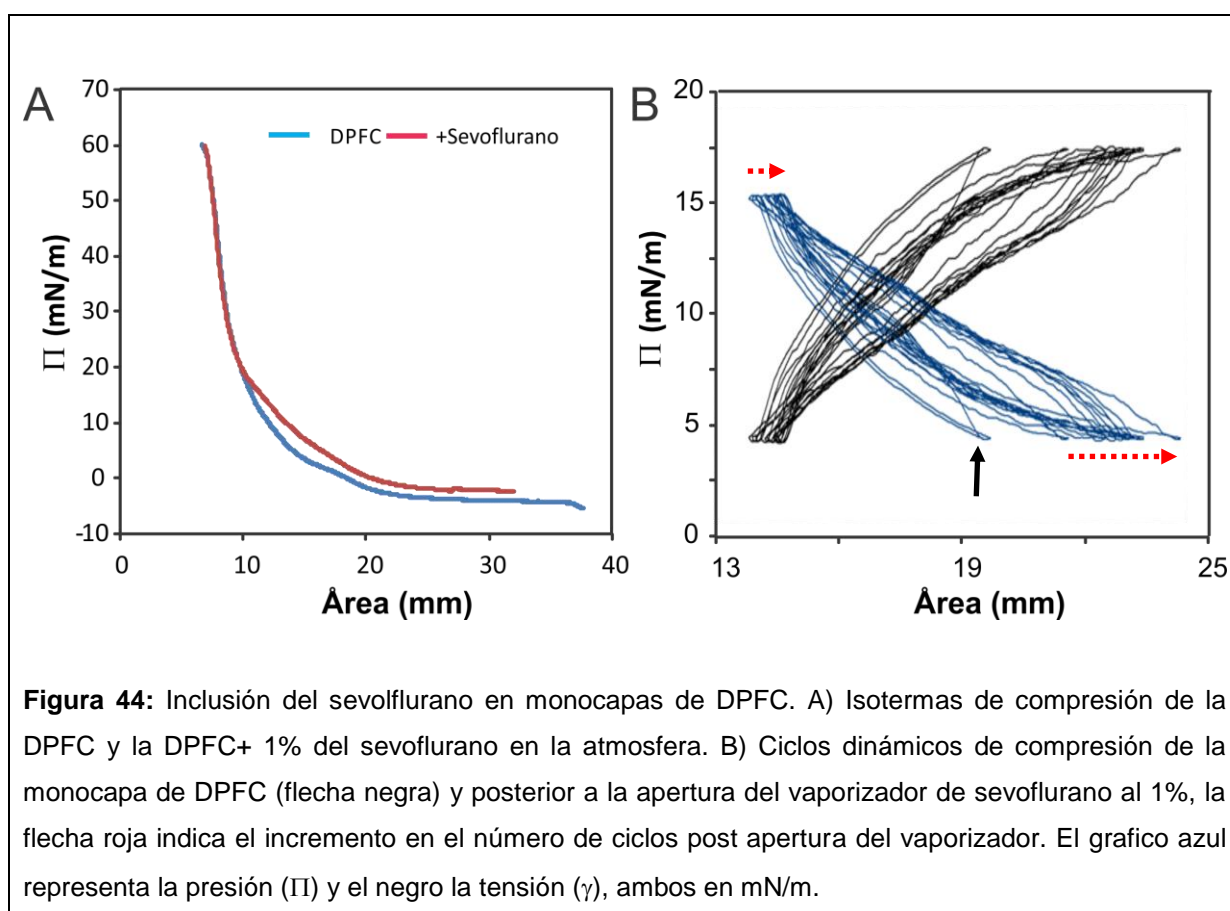 A
B
70
60
50
40
30
20
10
0
-10
Π (mN/m)
DPFC
+Sevoflurano
0
10
20
30
40
Årea (mm)
20
15
10
5
0
Π (mN/m)
13
19
25
Årea (mm)
Figura 44: Inclusión del sevolflurano en monocapas de DPFC. A) Isotermas de compresión de la
DPFC y la DPFC+ 1% del sevoflurano en la atmosfera. B) Ciclos dinámicos de compresión de la
monocapa de DPFC (flecha negra) y posterior a la apertura del vaporizador de sevoflurano al 1%, la
flecha roja indica el incremento en el número de ciclos post apertura del vaporizador. El grafico azul
representa la presión (Π) y el negro la tensión (γ), ambos en mN/m.